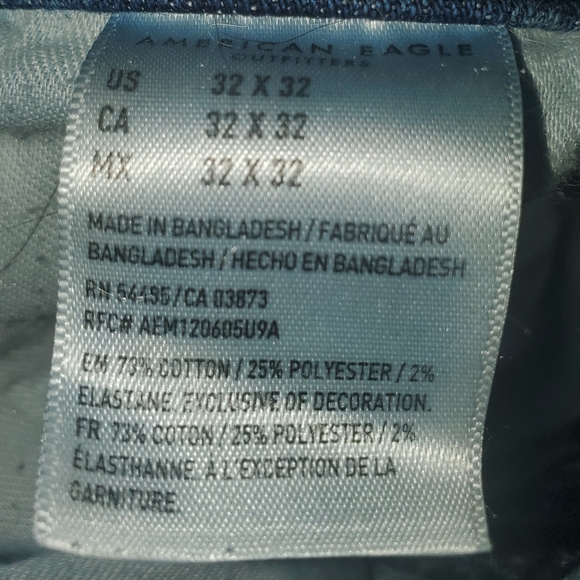 AMERICAN EAGLE
OUTFITTERS
US 32 X 32
CA 32 X 32
MX 32 X 32
MADE IN BANGLADESH / FABRIQUÉ AU
BANGLADESH / HECHO EN BANGLADESH
RN 54495/CA 03873
RFC# AEM120605U9A
EN 73% COTTON / 25% POLYESTER / 2%
ELASTANE. EXCLUSIVE OF DECORATION.
FR 73% COTON / 25% POLYESTER / 2%
ÉLASTHANNE. À L'EXCEPTION DE LA
GARNITURE.